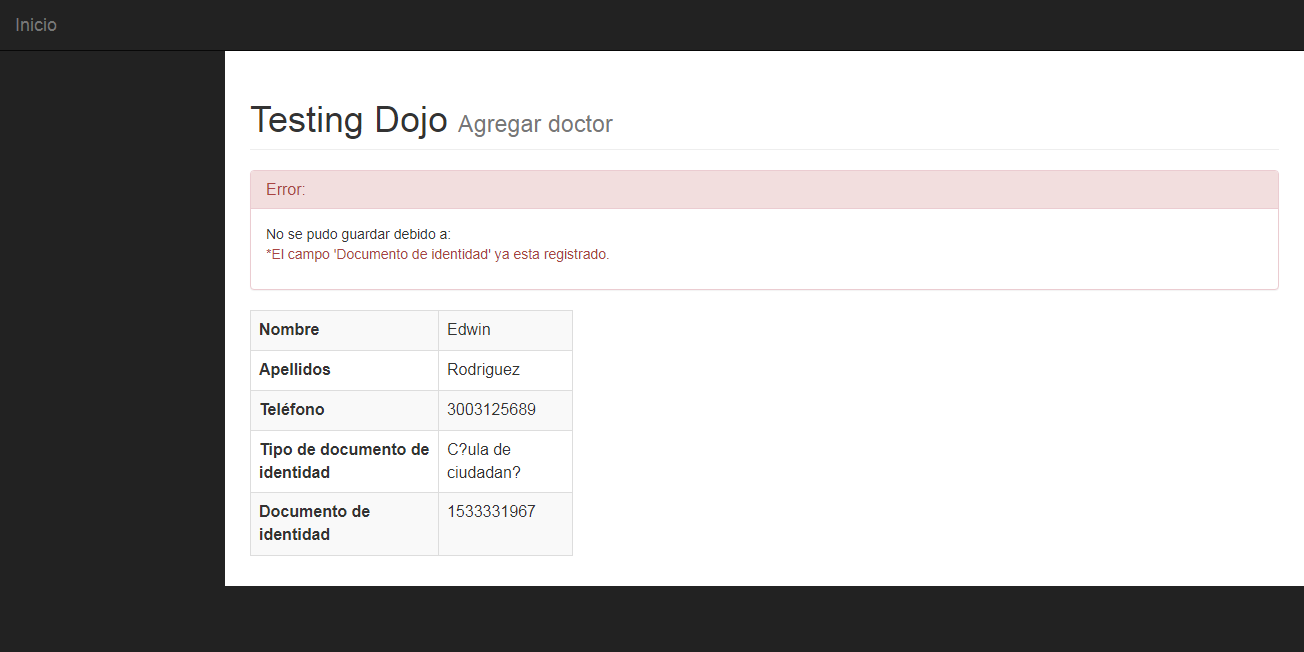 Inicio
Testing Dojo Agregar doctor
Error:
No se pudo guardar debido a:
*El campo 'Documento de identidad' ya esta registrado.
Nombre Edwin
Apellidos Rodriguez
Teléfono 3003125689
Tipo de documento de C?ula de
identidad ciudadan?
Documento de 1533331967
identidad